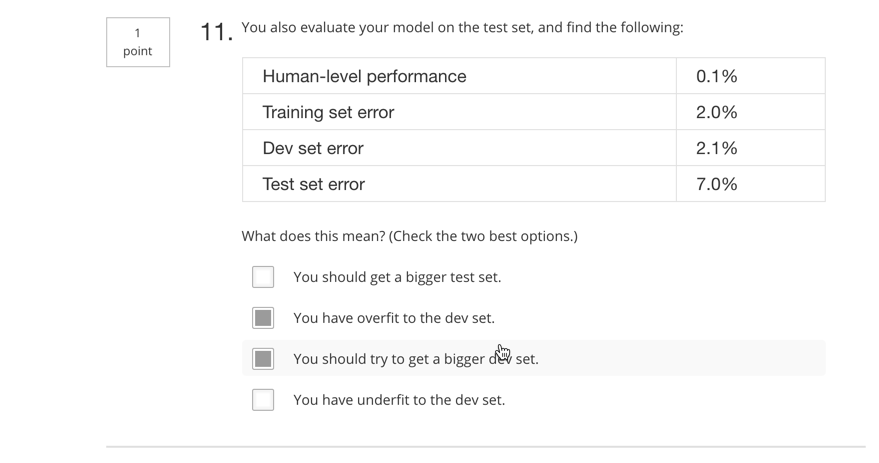 1
point
11. You also evaluate your model on the test set, and find the following:
Human-level performance 0.1%
Training set error 2.0%
Dev set error 2.1%
Test set error 7.0%
What does this mean? (Check the two best options.)
You should get a bigger test set.
You have overfit to the dev set.
You should try to get a bigger dev set.
You have underfit to the dev set.